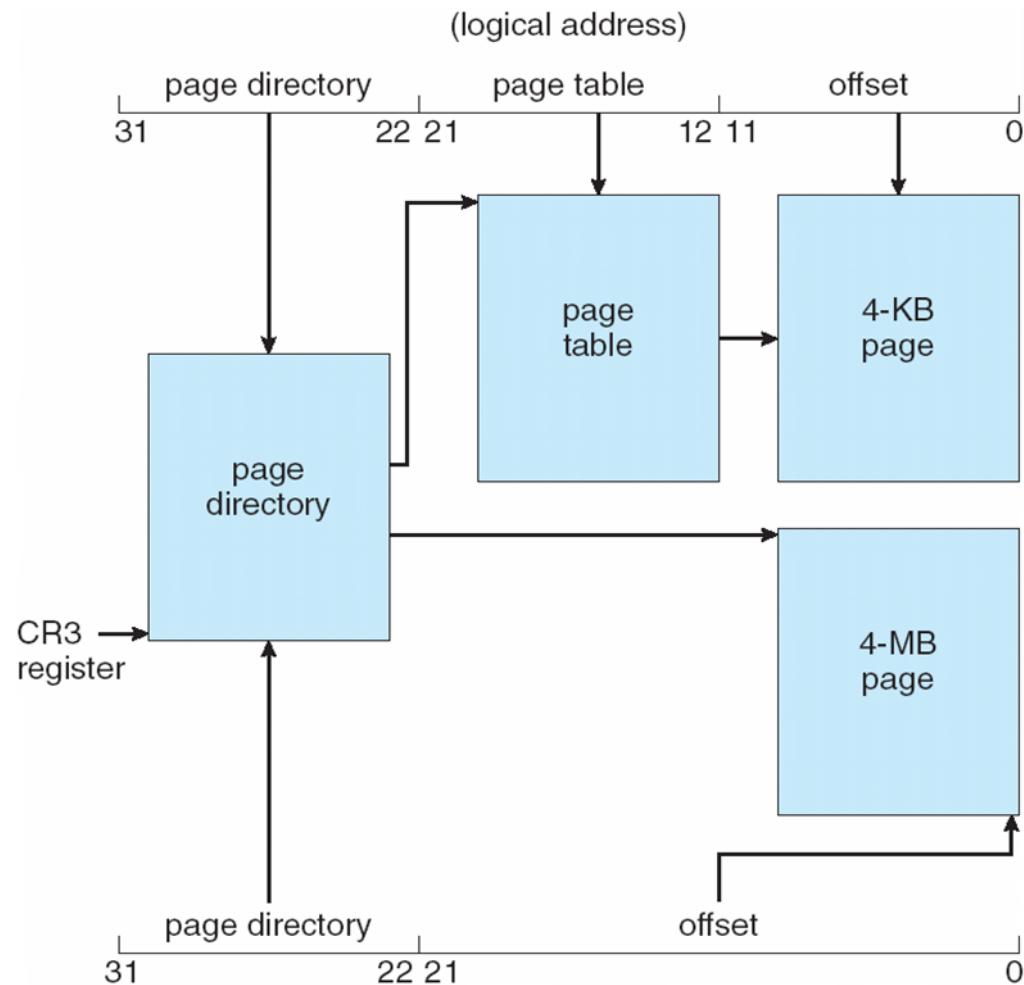 (logical address)
page directory page table offset
31 22 21 12 11 0
page
table
4-KB
page
page
directory
CR3
register
4-MB
page
page directory offset
31 22 21 0